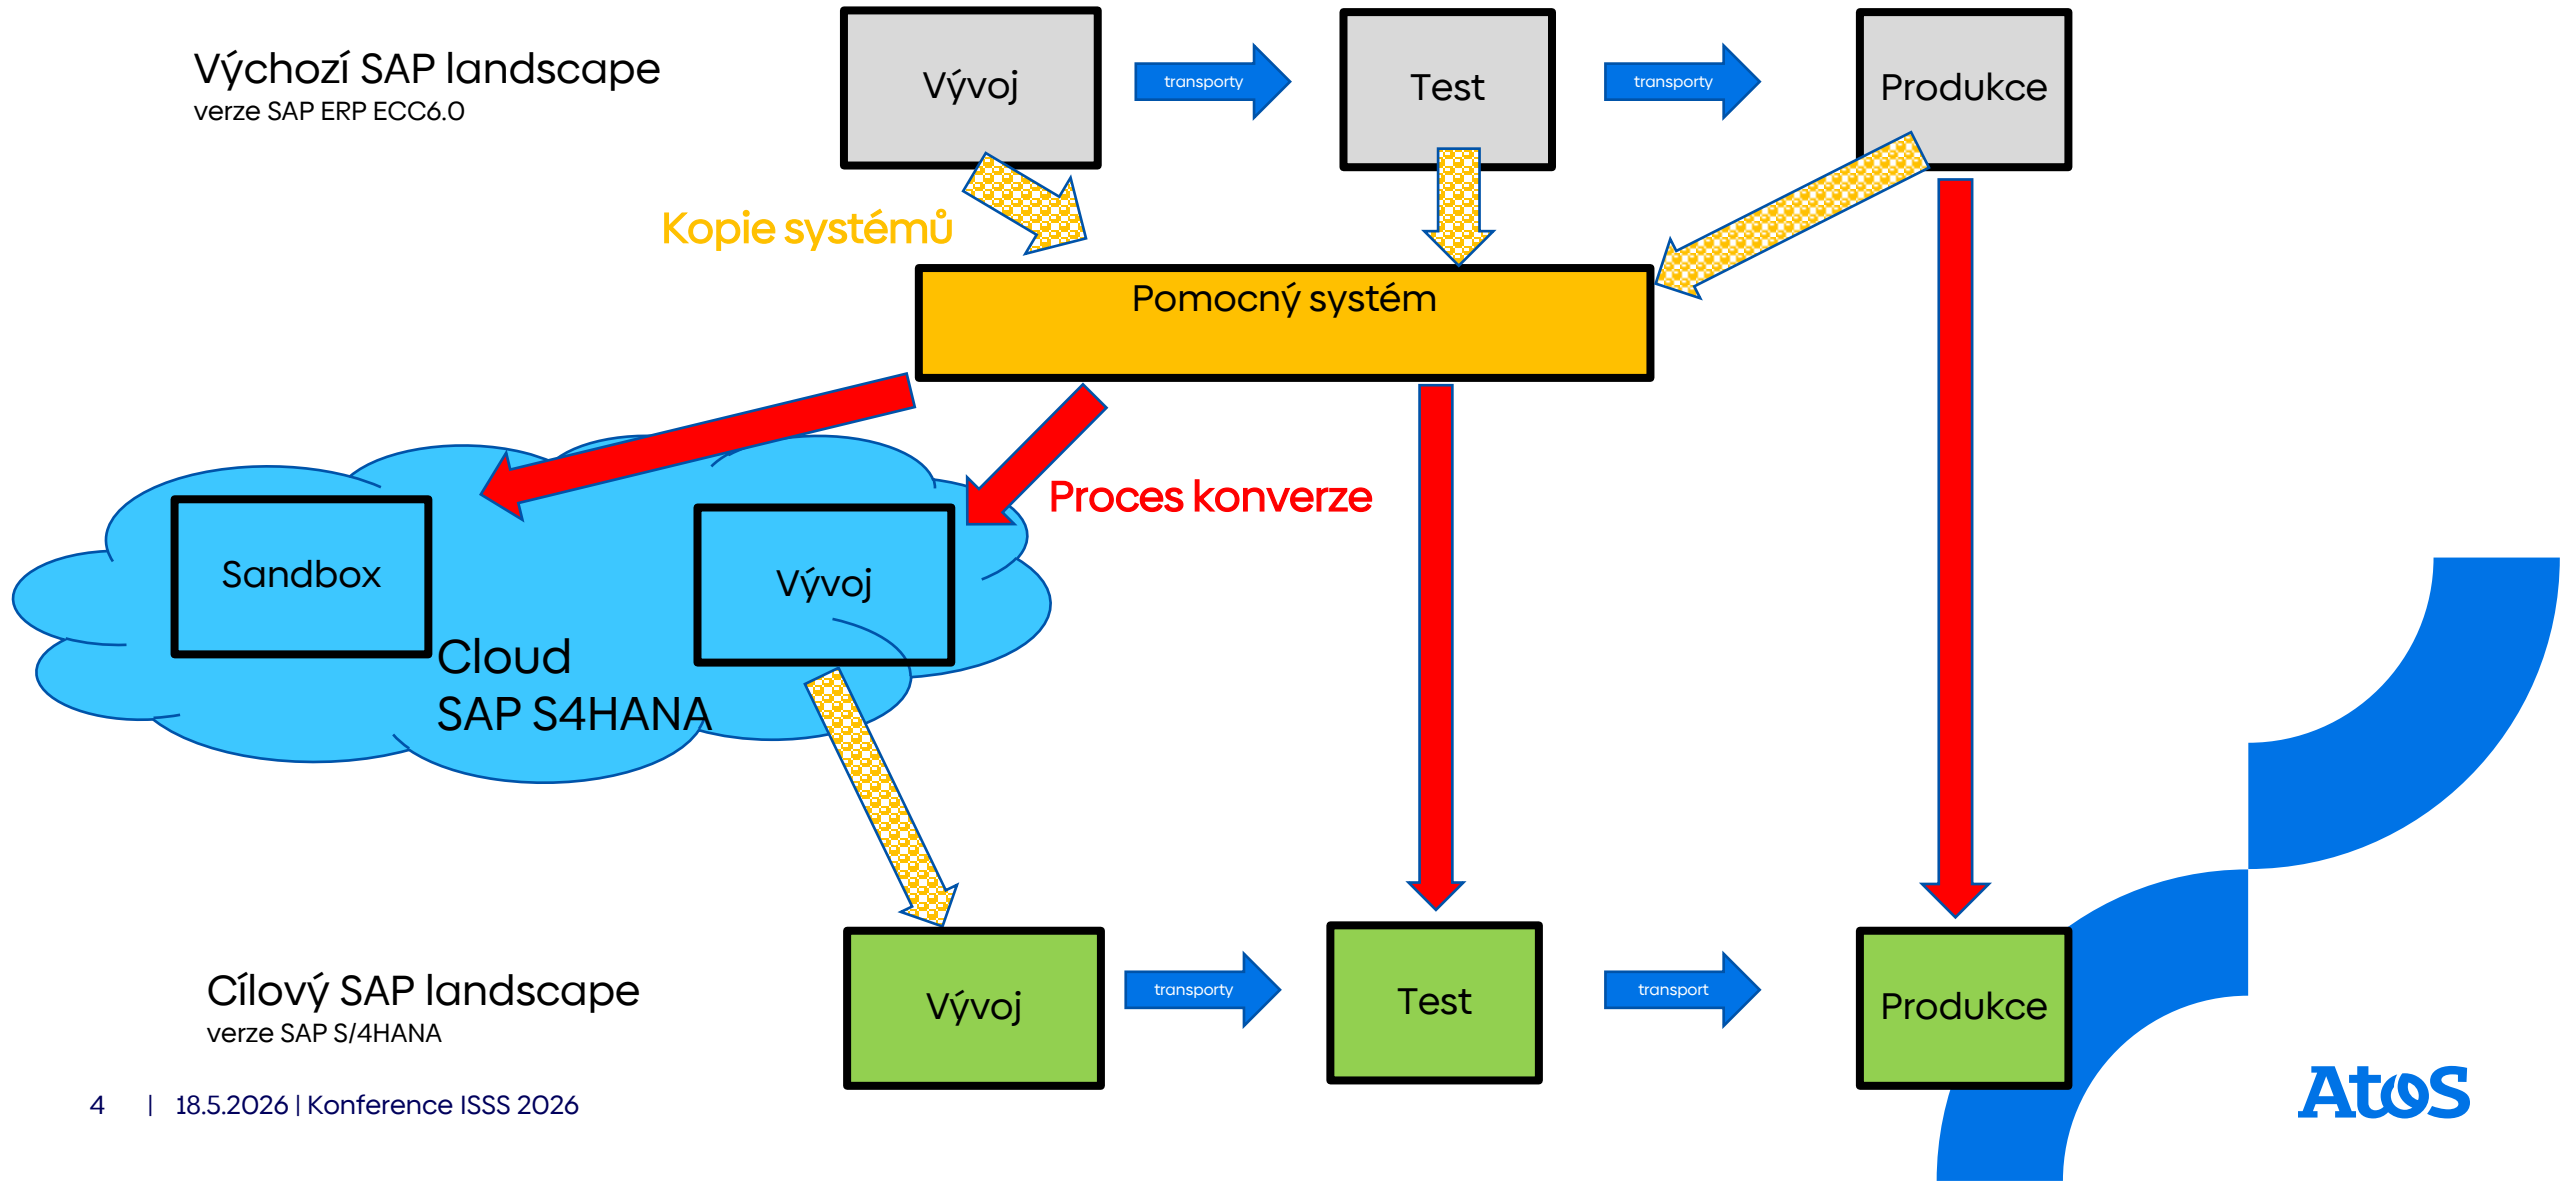 Výchozí SAP landscape
verze SAP ERP ECC6.0
Vývoj
transporty
Test
transporty
Produkce
Kopie systémů
Pomocný systém
Proces konverze
Sandbox
Vývoj
Cloud
SAP S4HANA
Cílový SAP landscape
verze SAP S/4HANA
Vývoj
transporty
Test
transport
Produkce
4 | 18.5.2026 | Konference ISSS 2026
Atos